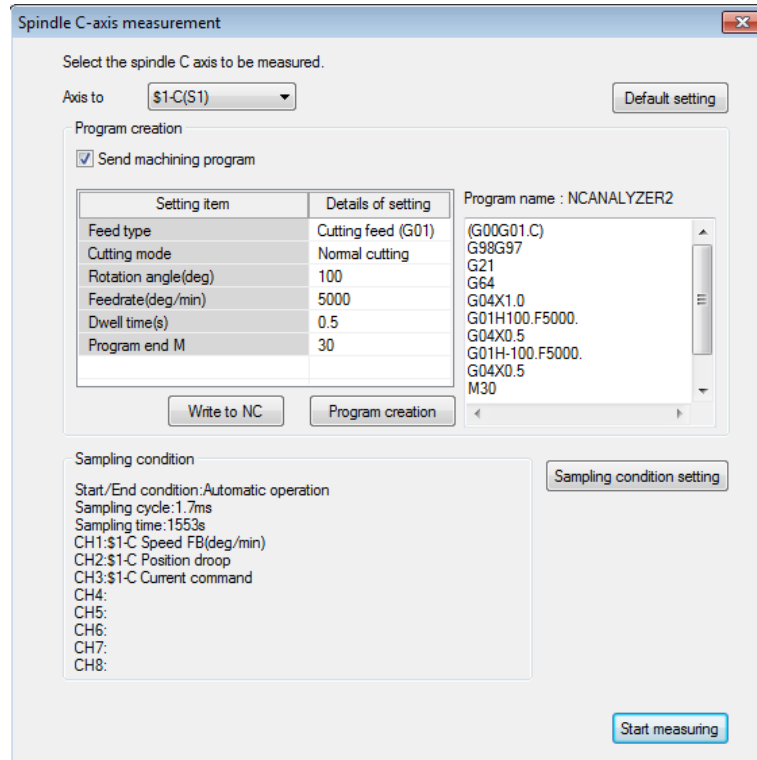 Spindle C-axis measurement
Select the spindle C axis to be measured.
Axis to $1-C(S1) Default setting
Program creation
Send machining program
Setting item Details of setting
Feed type Cutting feed (G01)
Cutting mode Normal cutting
Rotation angle(deg) 100
Feedrate(deg/min) 5000
Dwell time(s) 0.5
Program end M 30
Write to NC Program creation
Program name : NCANALYZER2
(G00G01.C)
G98G97
G21
G64
G04X1.0
G01H100.F5000.
G04X0.5
G01H-100.F5000.
G04X0.5
M30
Sampling condition
Start/End condition:Automatic operation
Sampling cycle:1.7ms
Sampling time:1553s
CH1:$1-C Speed FB(deg/min)
CH2:$1-C Position droop
CH3:$1-C Current command
CH4:
CH5:
CH6:
CH7:
CH8:
Sampling condition setting
Start measuring